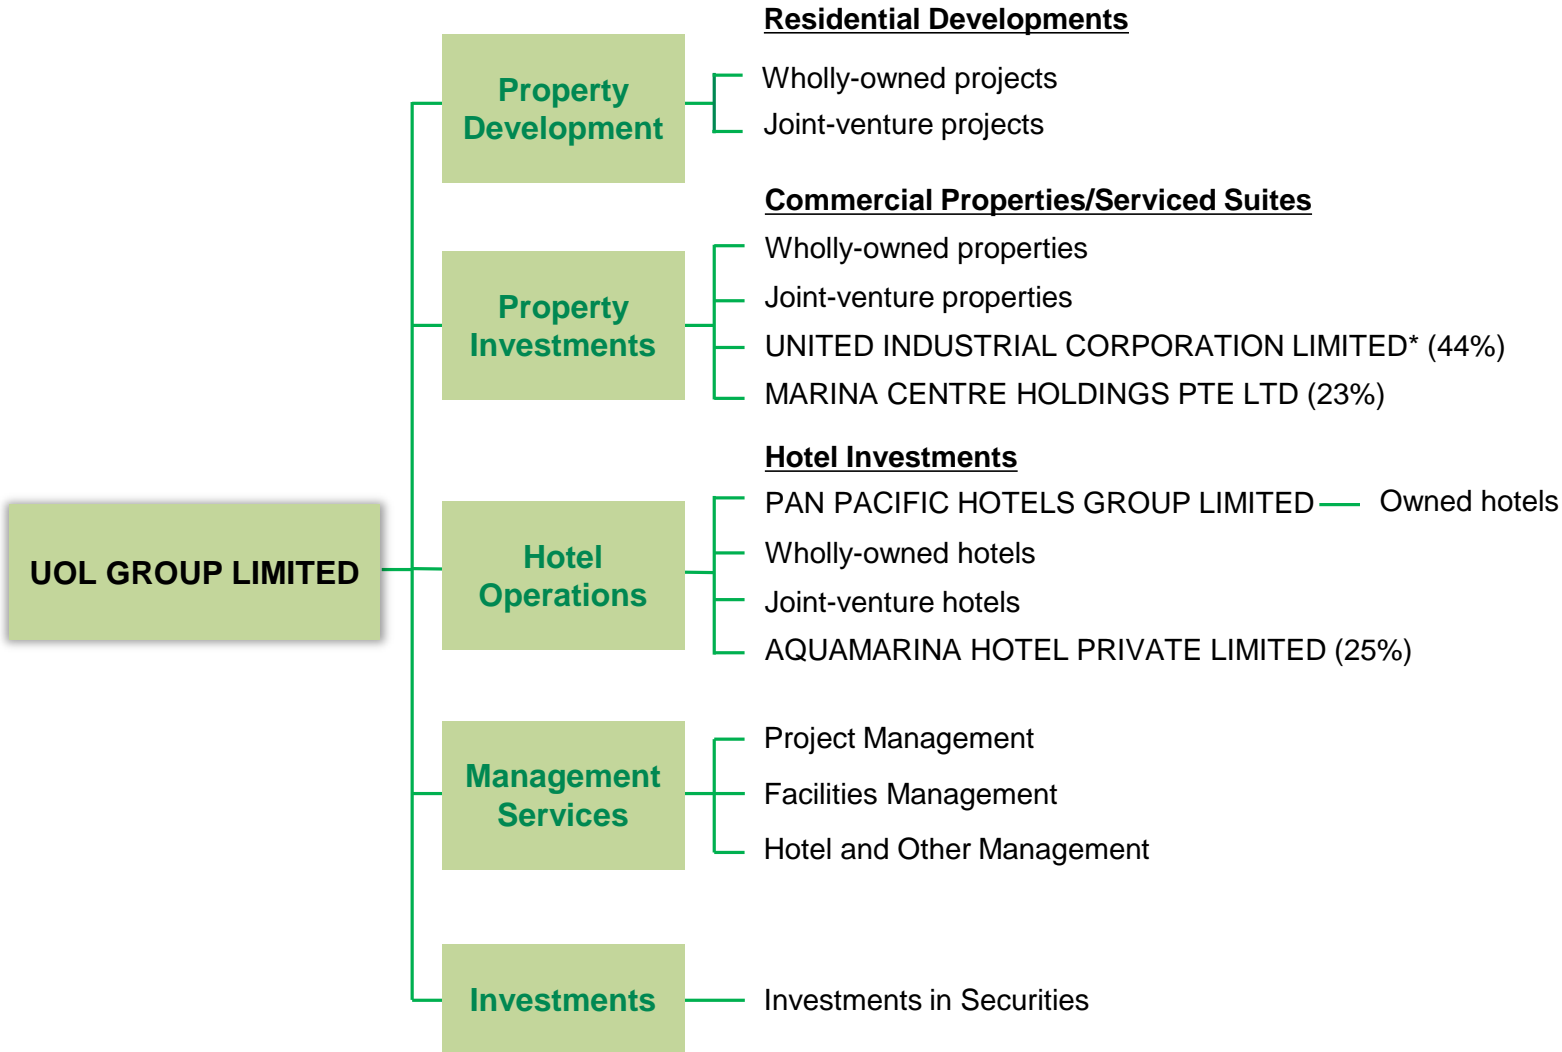 Residential Developments
Property
Development
Wholly-owned projects
Joint-venture projects
Commercial Properties/Serviced Suites
Property
Investments
Wholly-owned properties
Joint-venture properties
UNITED INDUSTRIAL CORPORATION LIMITED* (44%)
MARINA CENTRE HOLDINGS PTE LTD (23%)
Hotel Investments
UOL GROUP LIMITED
Hotel
Operations
PAN PACIFIC HOTELS GROUP LIMITED
Owned hotels
Wholly-owned hotels
Joint-venture hotels
AQUAMARINA HOTEL PRIVATE LIMITED (25%)
Management
Services
Project Management
Facilities Management
Hotel and Other Management
Investments
Investments in Securities